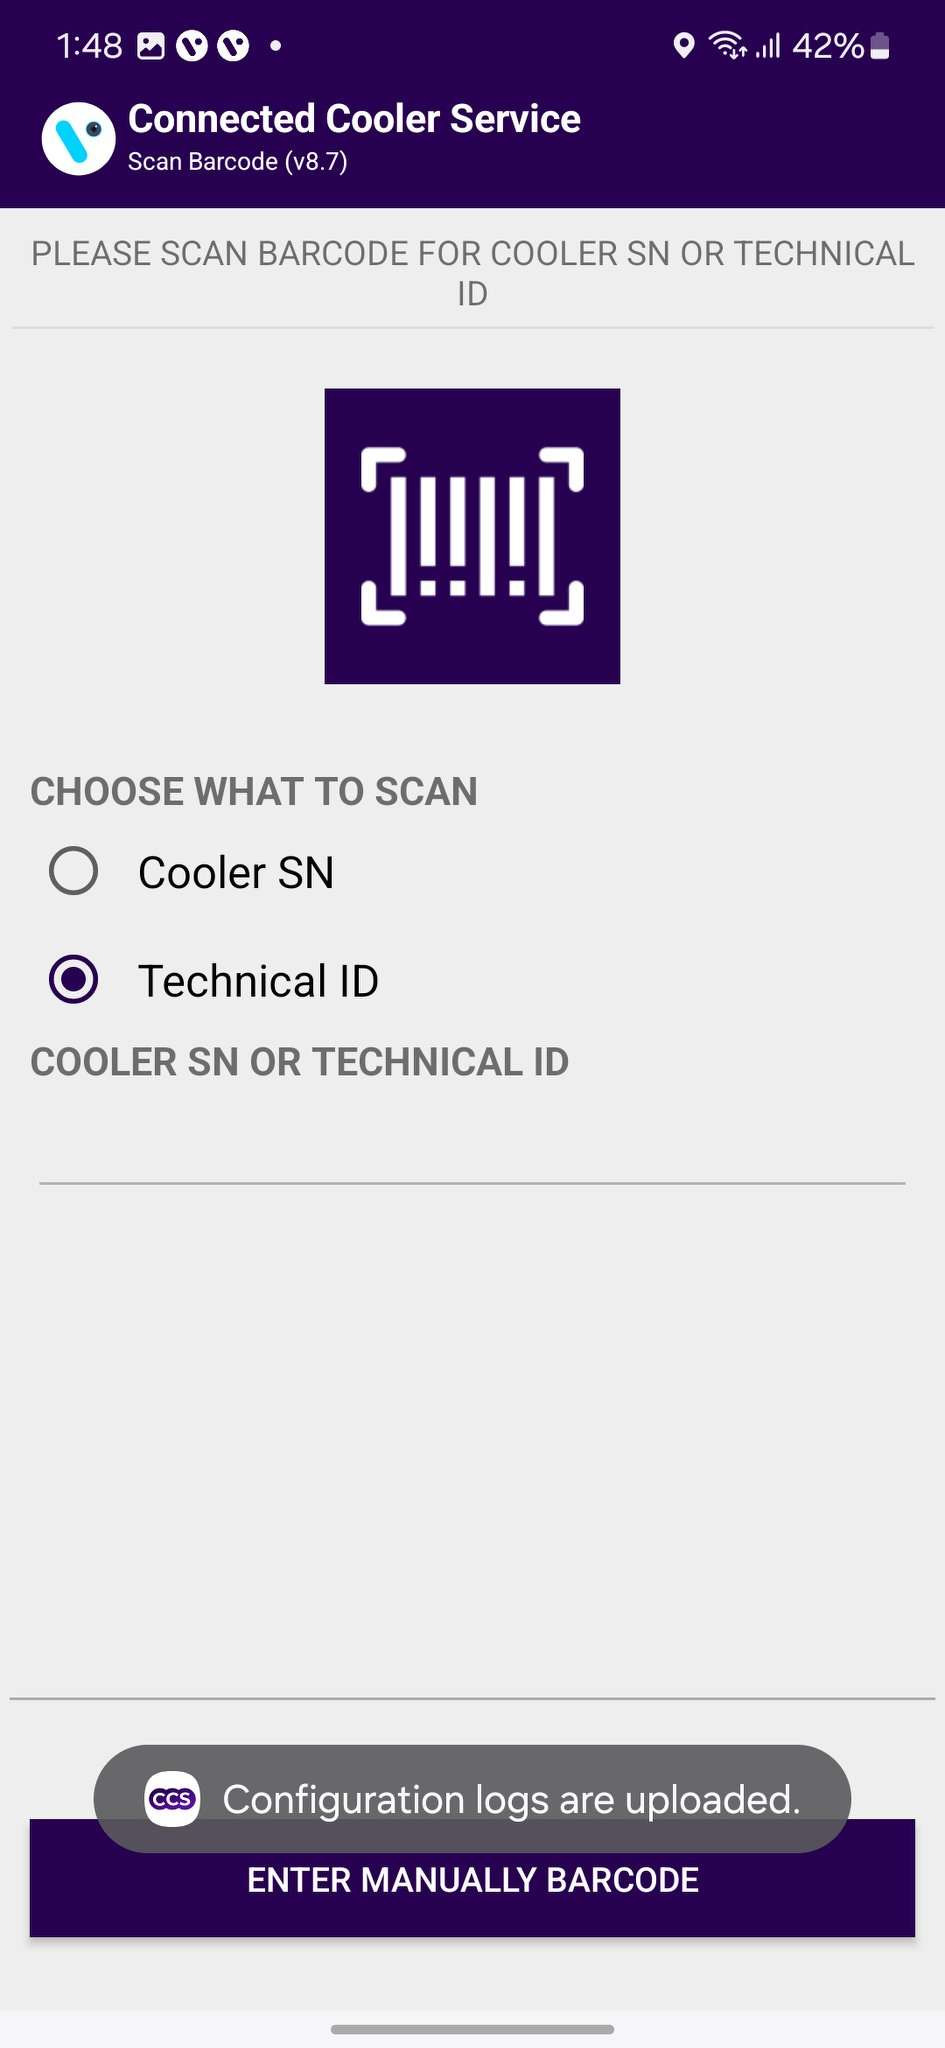 1:48
42%
Connected Cooler Service
Scan Barcode (v8.7)
PLEASE SCAN BARCODE FOR COOLER SN OR TECHNICAL
ID
CHOOSE WHAT TO SCAN
Cooler SN
Technical ID
COOLER SN OR TECHNICAL ID
CCS Configuration logs are uploaded.
ENTER MANUALLY BARCODE